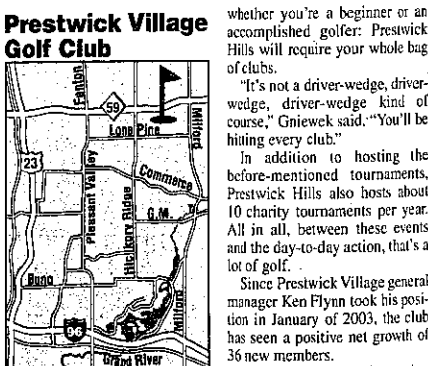 Prestwick Village
Golf Club
Fenton
59
Milford
Lone Pine
23
Pleasant Valley
Commerce
Hickory Ridge
G.M.
Buno
Milford
96
Grand River
whether you're a beginner or an
accomplished golfer: Prestwick
Hills will require your whole bag
of clubs.
"It's not a driver-wedge, driver-
wedge, driver-wedge kind of
course," Gniewek said. "You'll be
hitting every club."
In addition to hosting the
before-mentioned tournaments,
Prestwick Hills also hosts about
10 charity tournaments per year.
All in all, between these events
and the day-to-day action, that's a
lot of golf.
Since Prestwick Village general
manager Ken Flynn took his posi-
tion in January of 2003, the club
has seen a positive net growth of
36 new members.